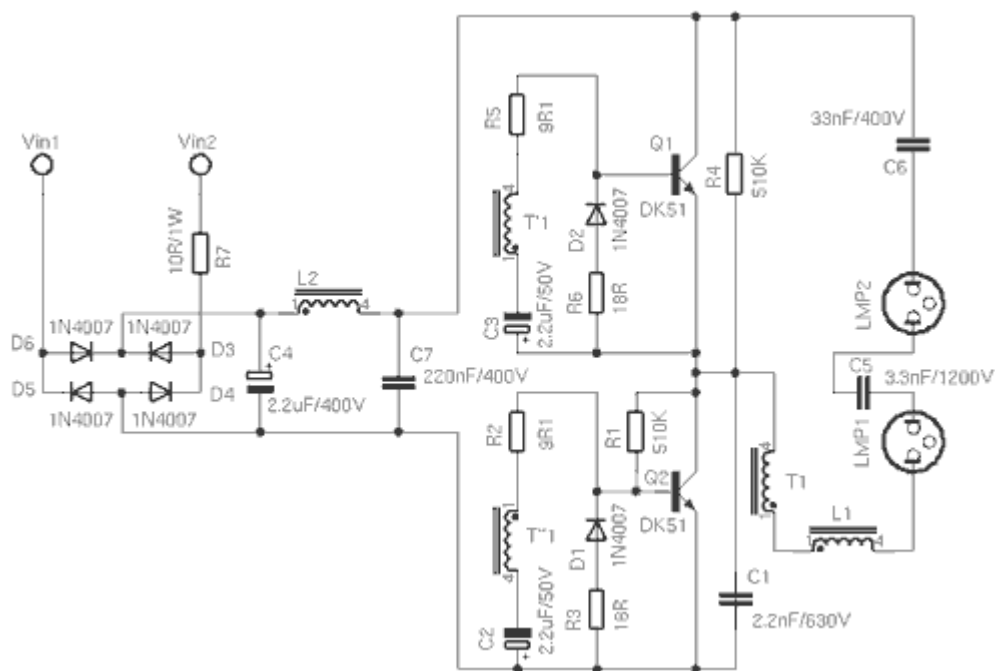 Vin1
Vin2
10R/1W
R7
D6
1N4007
1N4007
D3
D5
1N4007
1N4007
D4
L2
1
4
C4
+
2.2uF/400V
C7
220nF/400V
R5
9R1
4
T'1
1
C3
2.2uF/50V
+
D2
1N4007
R6
18R
Q1
DK51
R4
510K
33nF/400V
C6
LMP2
C5
3.3nF/1200V
LMP1
R2
9R1
1
T"1
4
C2
2.2uF/50V
+
D1
1N4007
R3
18R
R1
510K
Q2
DK51
4
T1
1
L1
1
4
C1
2.2nF/630V